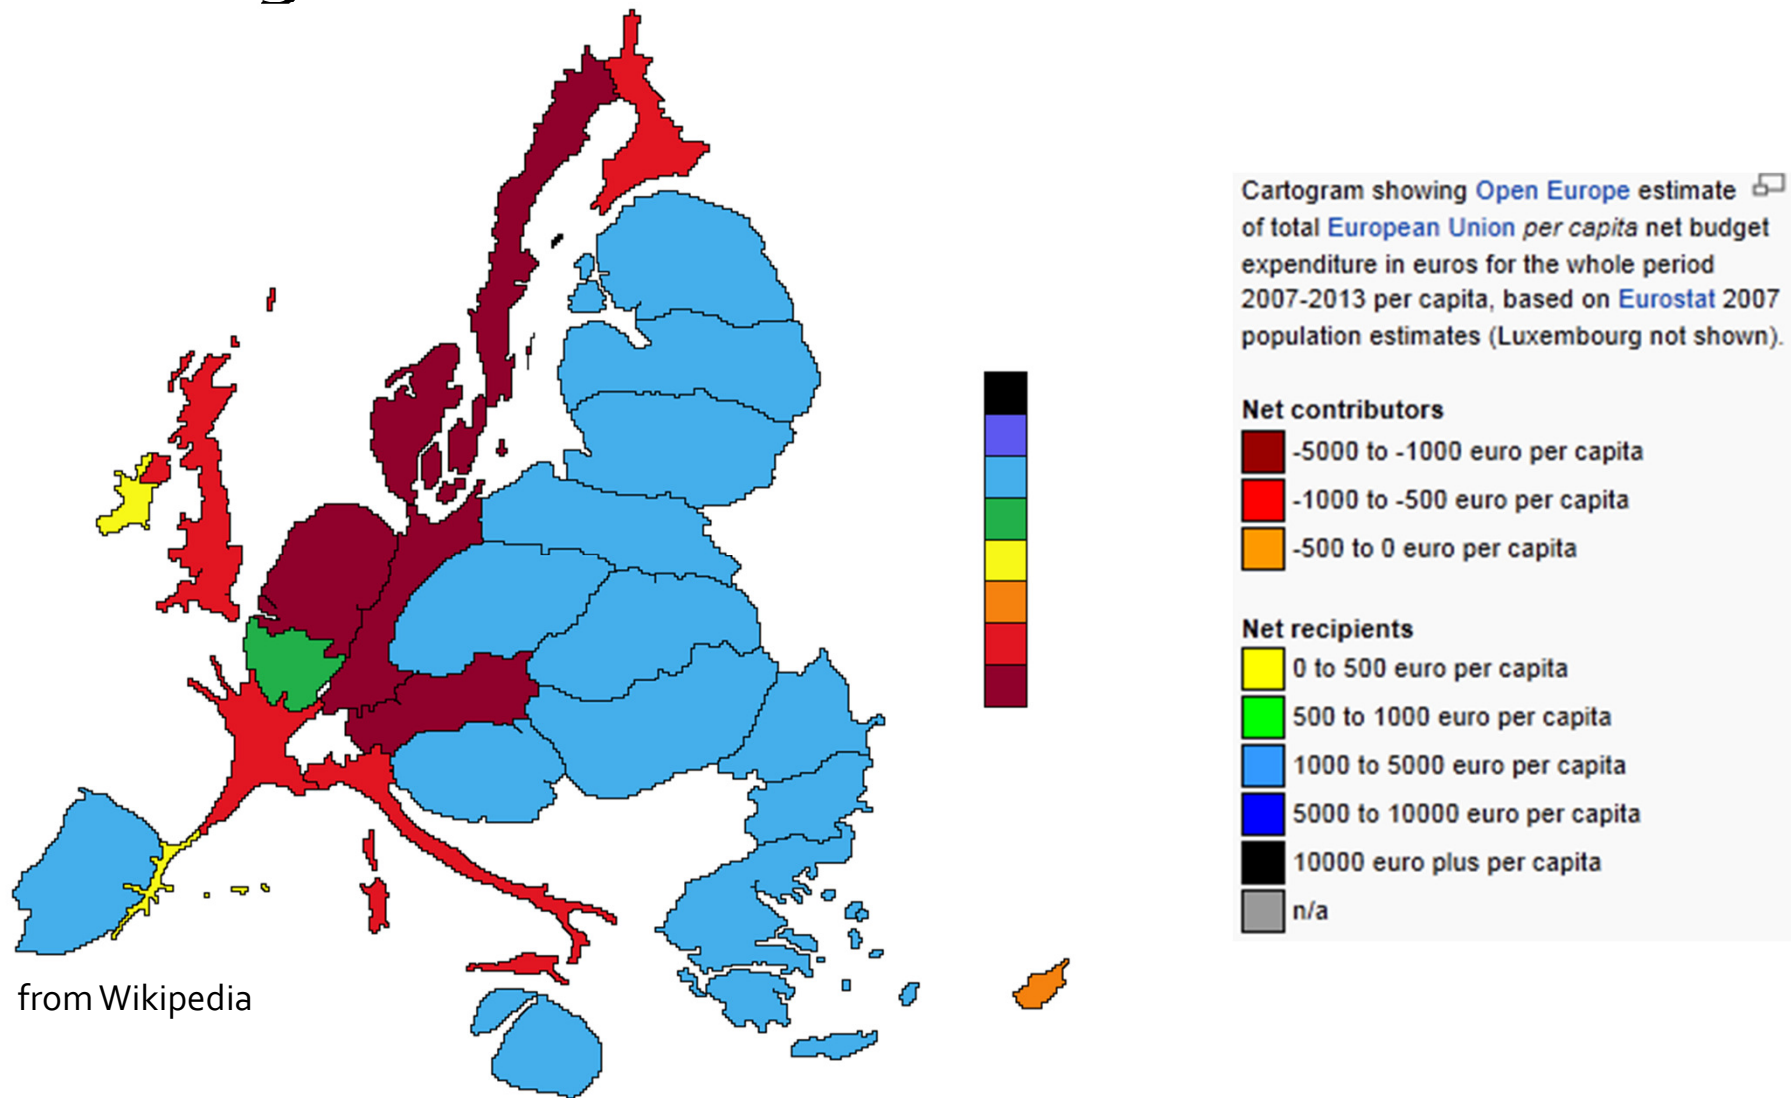 Cartogram showing Open Europe estimate
of total European Union per capita net budget
expenditure in euros for the whole period
2007-2013 per capita, based on Eurostat 2007
population estimates (Luxembourg not shown).
Net contributors
-5000 to -1000 euro per capita
-1000 to -500 euro per capita
-500 to 0 euro per capita
Net recipients
0 to 500 euro per capita
500 to 1000 euro per capita
1000 to 5000 euro per capita
5000 to 10000 euro per capita
10000 euro plus per capita
n/a
from Wikipedia